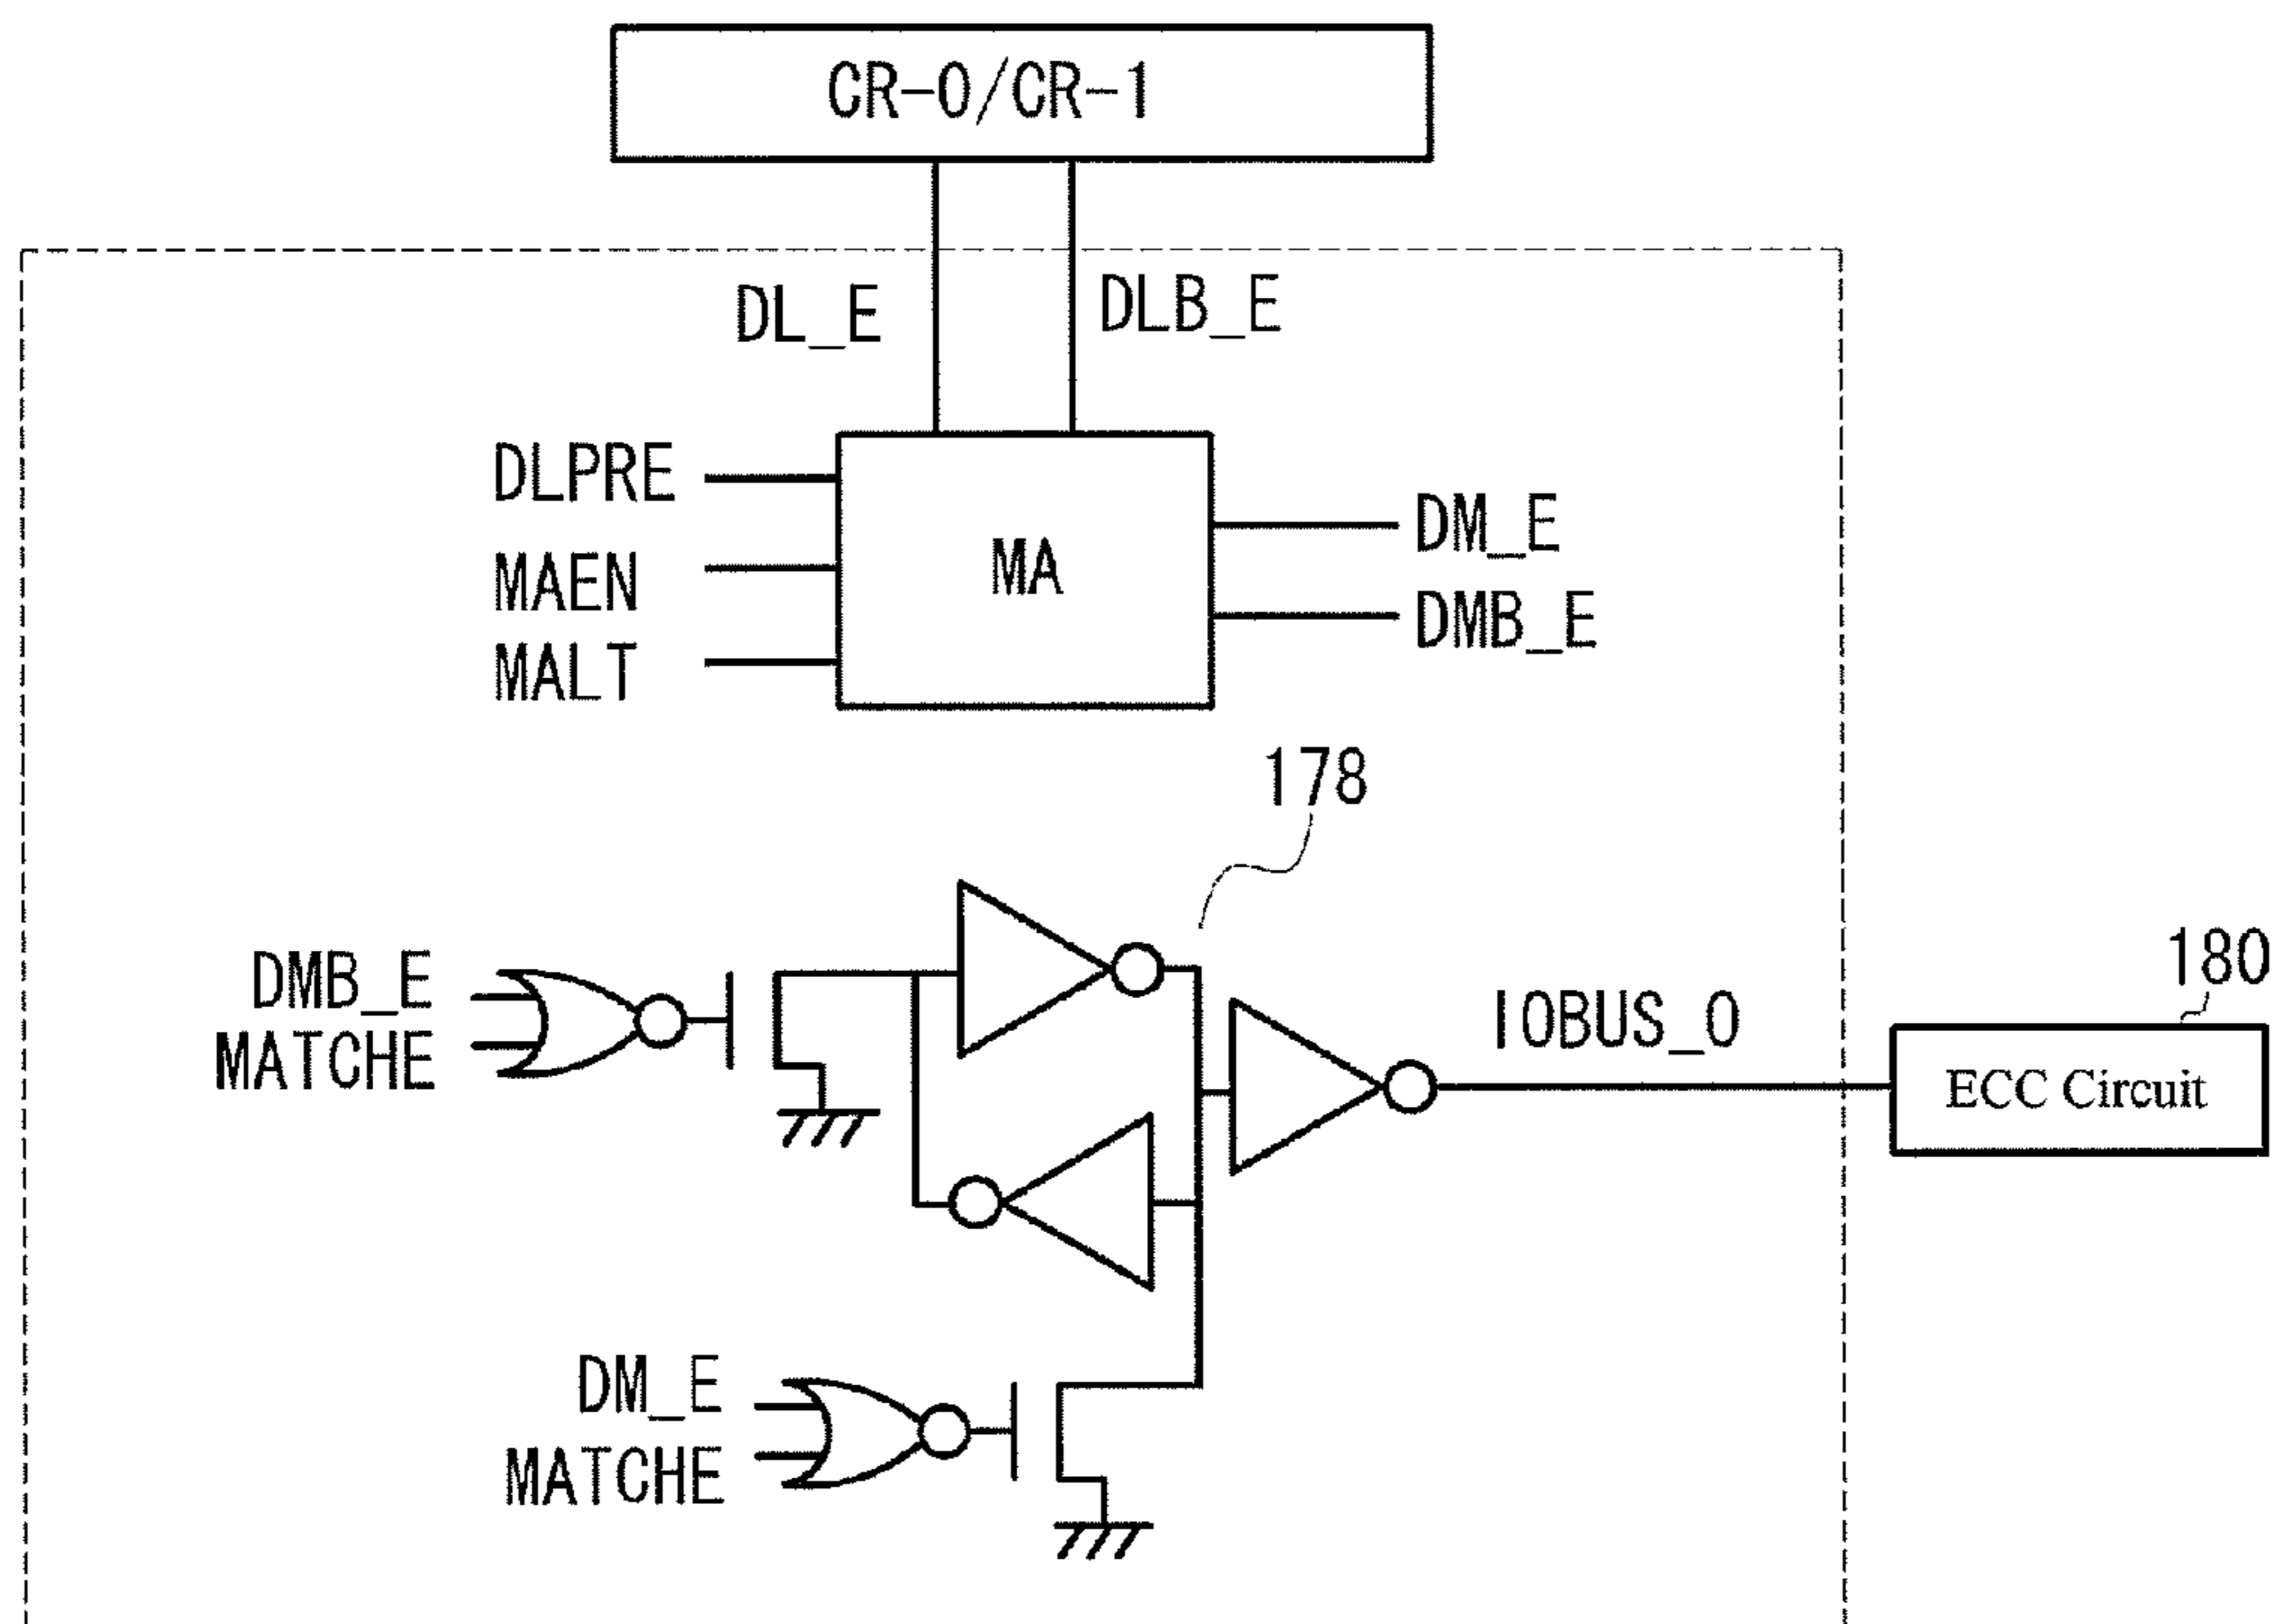 CR-0/CR-1
DL_E
DLB_E
DLPRE
MAEN
MALT
MA
DM_E
DMB_E
178
DMB_E
MATCHE
IOBUS_0
180
ECC Circuit
DM_E
MATCHE